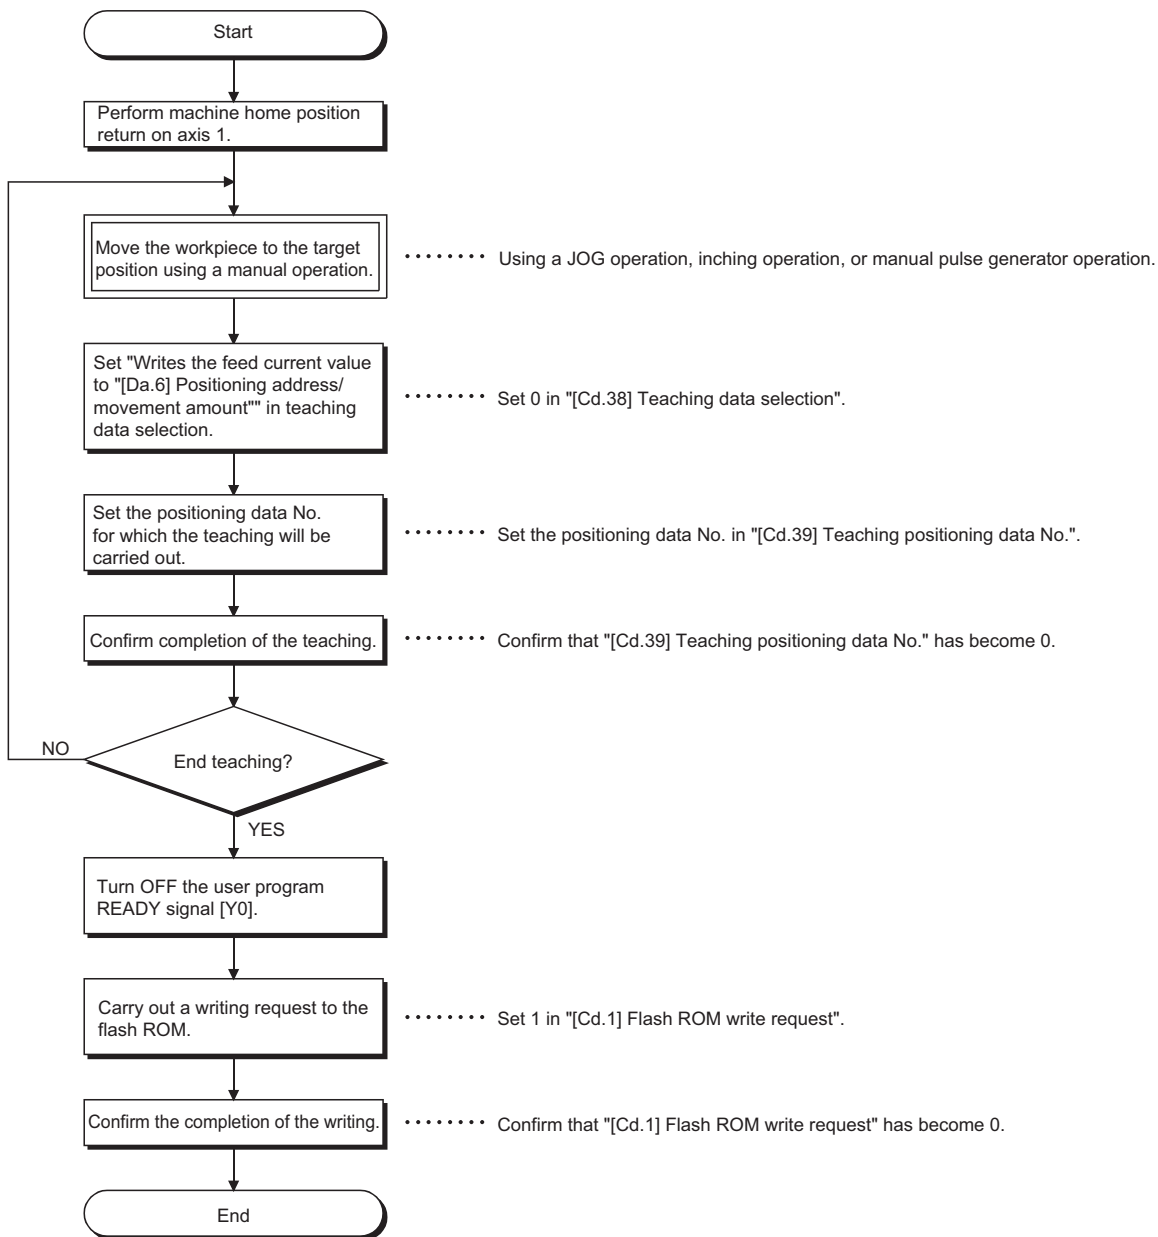 Start
Perform machine home position
return on axis 1.
Move the workpiece to the target
position using a manual operation.
Using a JOG operation, inching operation, or manual pulse generator operation.
Set "Writes the feed current value
to "[Da.6] Positioning address/
movement amount"" in teaching
data selection.
Set 0 in "[Cd.38] Teaching data selection".
Set the positioning data No.
for which the teaching will be
carried out.
Set the positioning data No. in "[Cd.39] Teaching positioning data No.".
Confirm completion of the teaching.
Confirm that "[Cd.39] Teaching positioning data No." has become 0.
NO
End teaching?
YES
Turn OFF the user program
READY signal [Y0].
Carry out a writing request to the
flash ROM.
Set 1 in "[Cd.1] Flash ROM write request".
Confirm the completion of the writing.
Confirm that "[Cd.1] Flash ROM write request" has become 0.
End